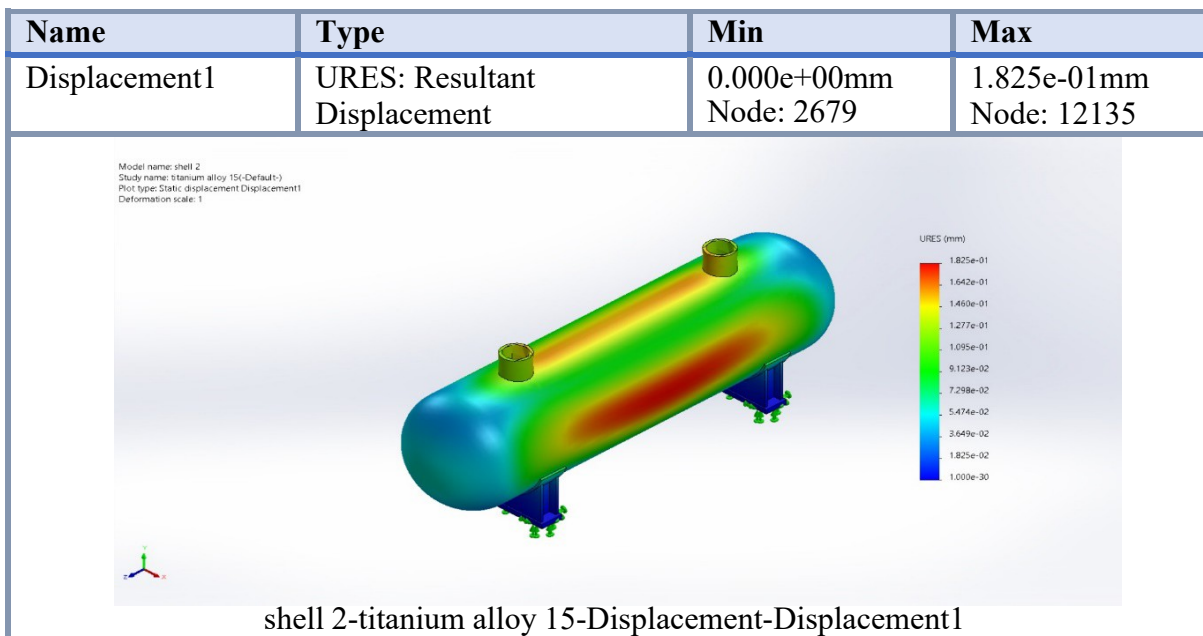 Name Type Min Max
Displacement1 URES: Resultant 0.000e+00mm 1.825e-01mm
Displacement Node: 2679 Node: 12135
Model name: shell 2
Study name: titanium alloy 15(-Default-)
Plot type: Static displacement Displacement1
Deformation scale: 1
URES (mm)
1.825e-01
1.642e-01
1.460e-01
1.277e-01
1.095e-01
9.123e-02
7.298e-02
5.474e-02
3.649e-02
1.825e-02
1.000e-30
Y
Z X
shell 2-titanium alloy 15-Displacement-Displacement1